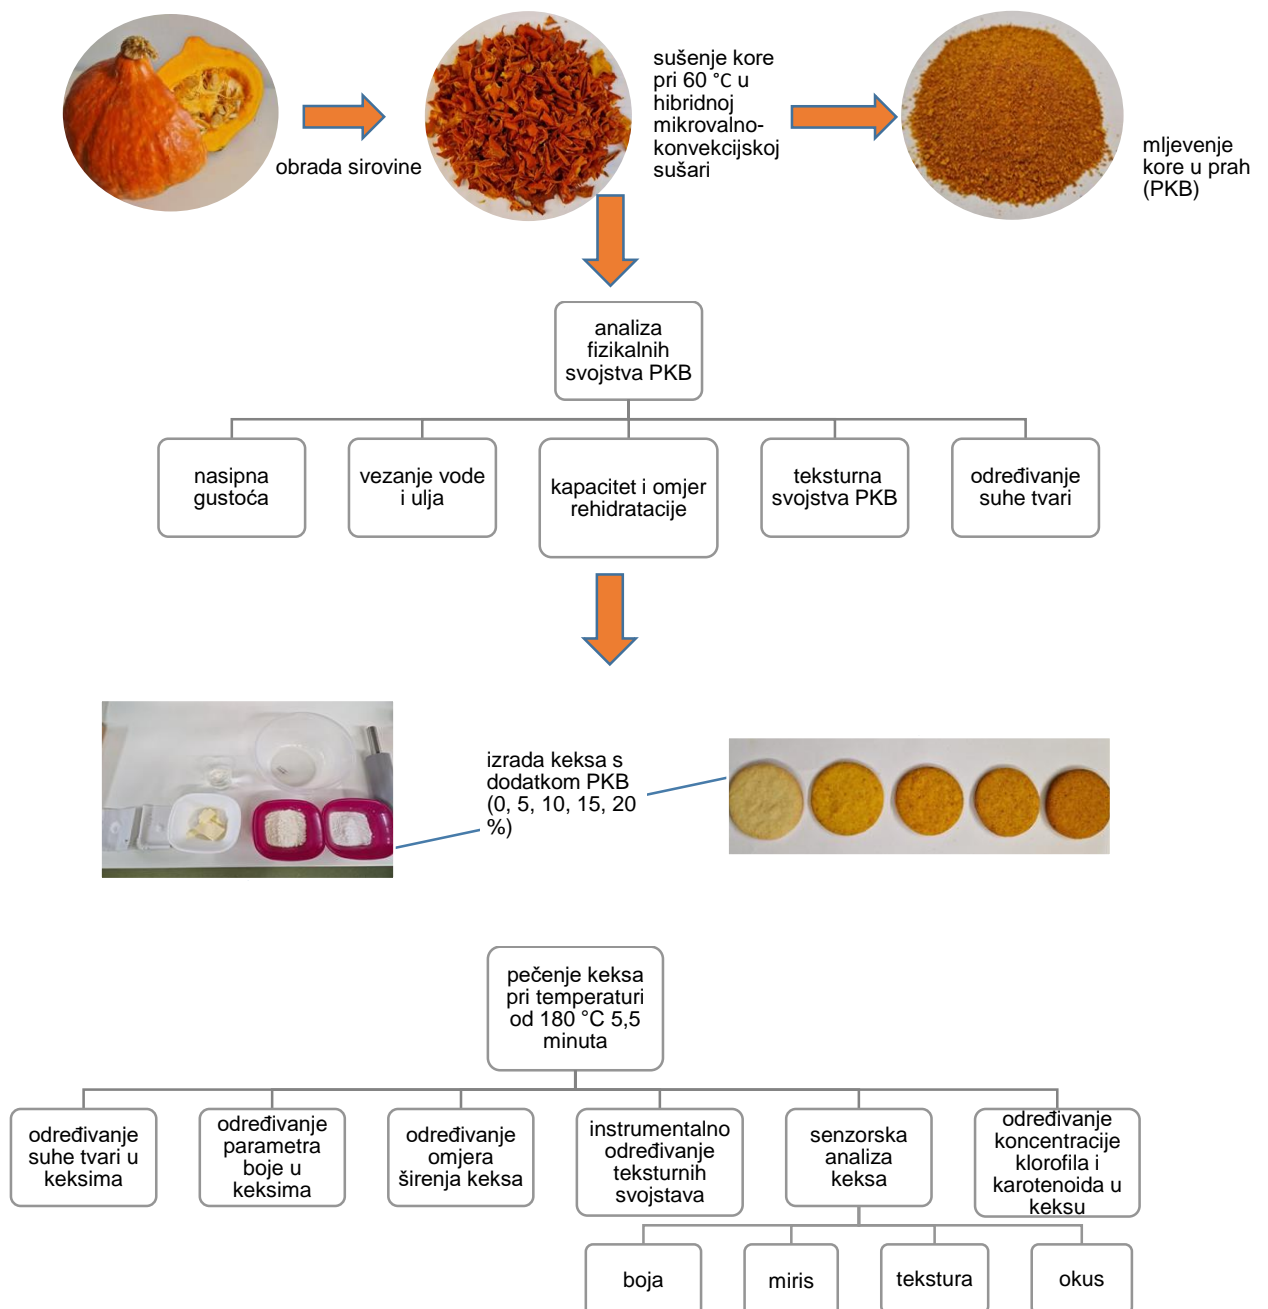 obrada sirovine
sušenje kore
pri 60 °C u
hibridnoj
mikrovalno-
konvekcijskoj
sušari
mljevenje
kore u prah
(PKB)
analiza
fizikalnih
svojstva PKB
nasipna
gustoća
vezanje vode
i ulja
kapacitet i omjer
rehidratacije
teksturna
svojstva PKB
određivanje
suhe tvari
izrada keksa s
dodatkom PKB
(0, 5, 10, 15, 20
%)
pečenje keksa
pri temperaturi
od 180 °C 5,5
minuta
određivanje
suhe tvari u
keksima
određivanje
parametra
boje u
keksima
određivanje
omjera
širenja keksa
instrumentalno
određivanje
teksturnih
svojstava
senzorska
analiza
keksa
određivanje
koncentracije
klorofila i
karotenoida u
keksu
boja
miris
tekstura
okus